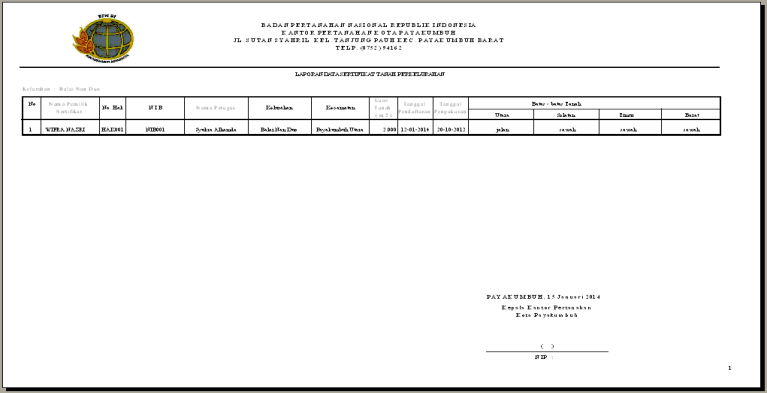 BPN RI
BADAN PERTANAHAN NASIONAL REPUBLIK INDONESIA
KANTOR PERTANAHAN KOTA PAYAKUMBUH
JL. SUTAN SYAHRIL KEL. TANJUNG PAUH KEC. PAYAKUMBUH BARAT
TELP. (0752) 94162
LAPORAN DATA SERTIFIKAT TANAH PERKELURAHAN
Kelurahan : Balai Nan Duo
No Nama Pemilik Sertifikat No. Hak NIB Nama Petugas Kelurahan Kecamatan Luas Tanah (m2) Tanggal Pendaftaran Tanggal Pengukuran Batas - batas Tanah
Utara Selatan Timur Barat
1 WIFRA NAZRI HAK001 NIB001 Syukra Alhamda Balai Nan Duo Payakumbuh Utara 2.000 12-01-2014 20-10-2012 jalan sawah sawah sawah
PAYAKUMBUH, 15 Januari 2014
Kepala Kantor Pertanahan
Kota Payakumbuh
( )
NIP :
1